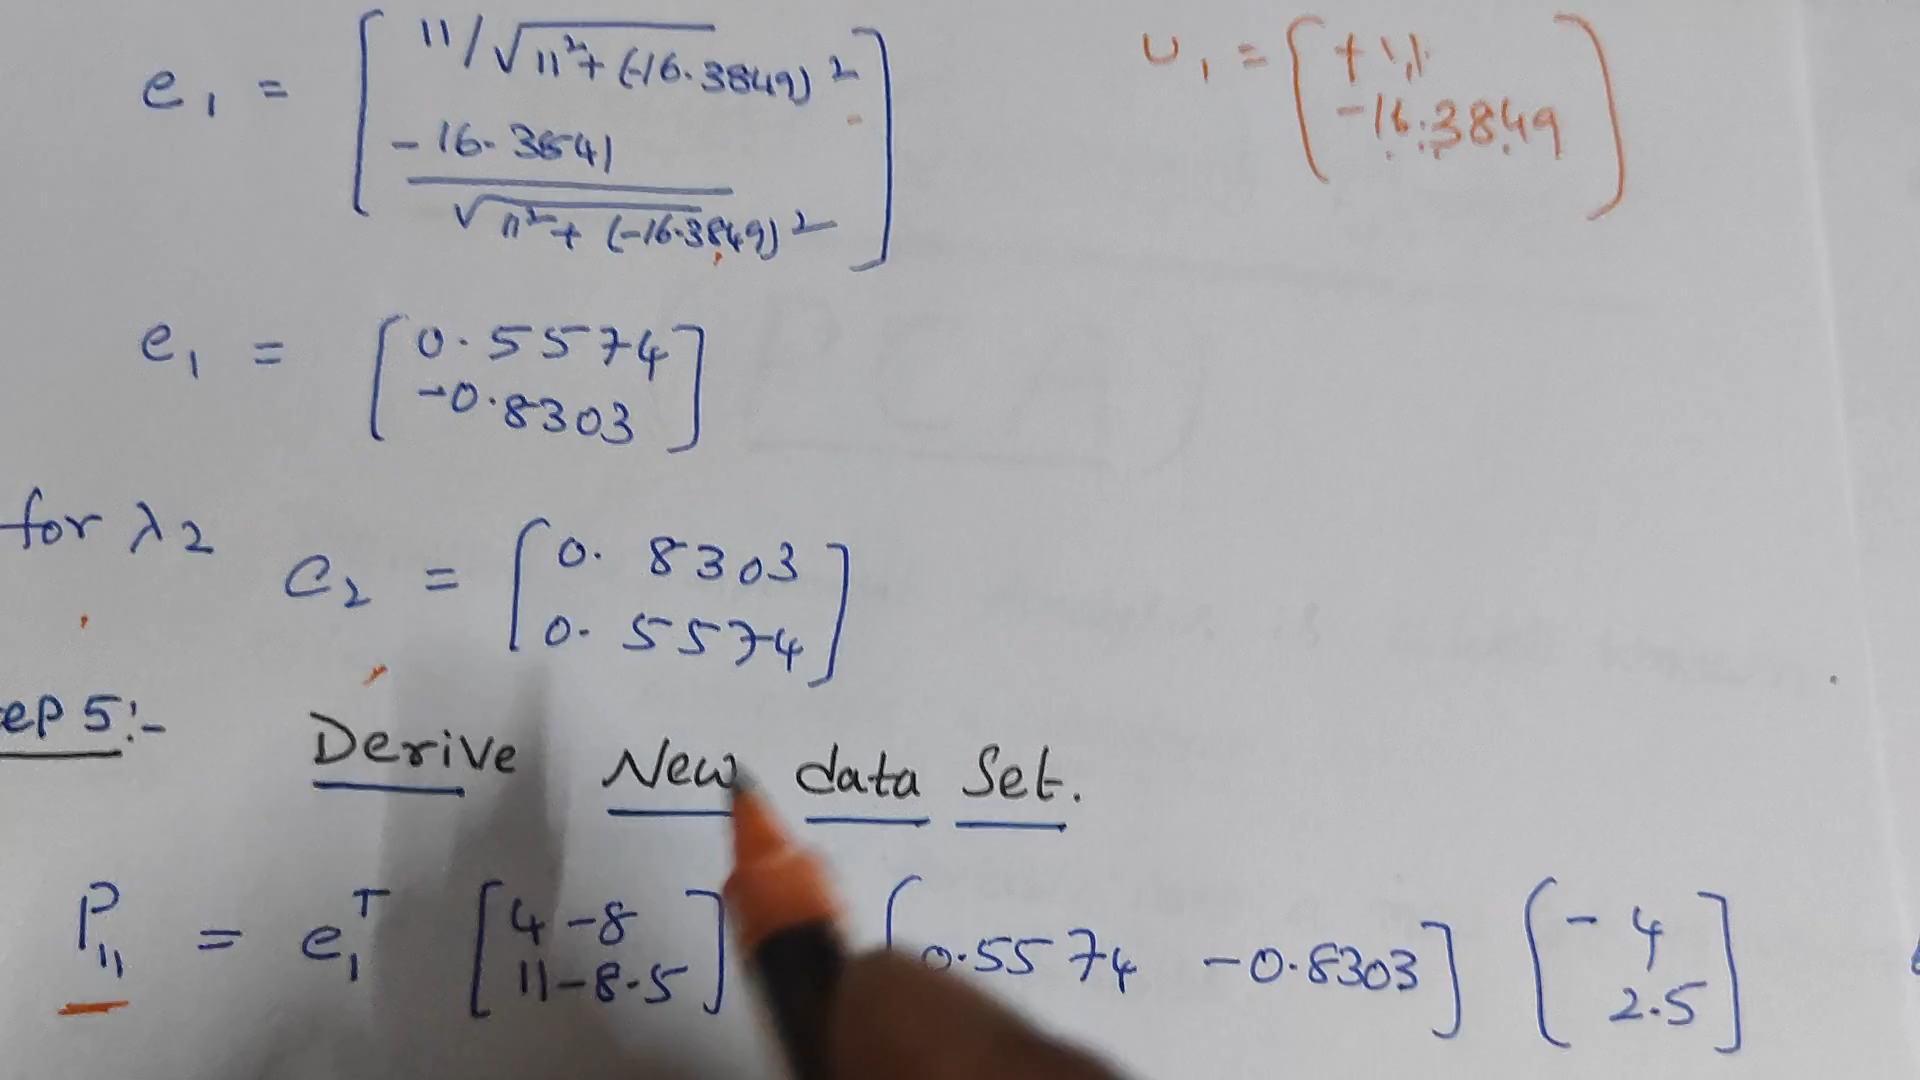 e₁ = [ 11/√11²+(-16.3849)²
-16.3641
√11²+(-16.3849)² ]
u₁ = [ +11
-16.3849 ]
e₁ = [ 0.5574
-0.8303 ]
for λ2
e₂ = [ 0.8303
0.5574 ]
ep 5:-
Derive New data Set.
P₁₁ = e₁ᵀ [ 4-8
11-8.5 ] [0.5574 -0.8303] [ -4
2.5 ]